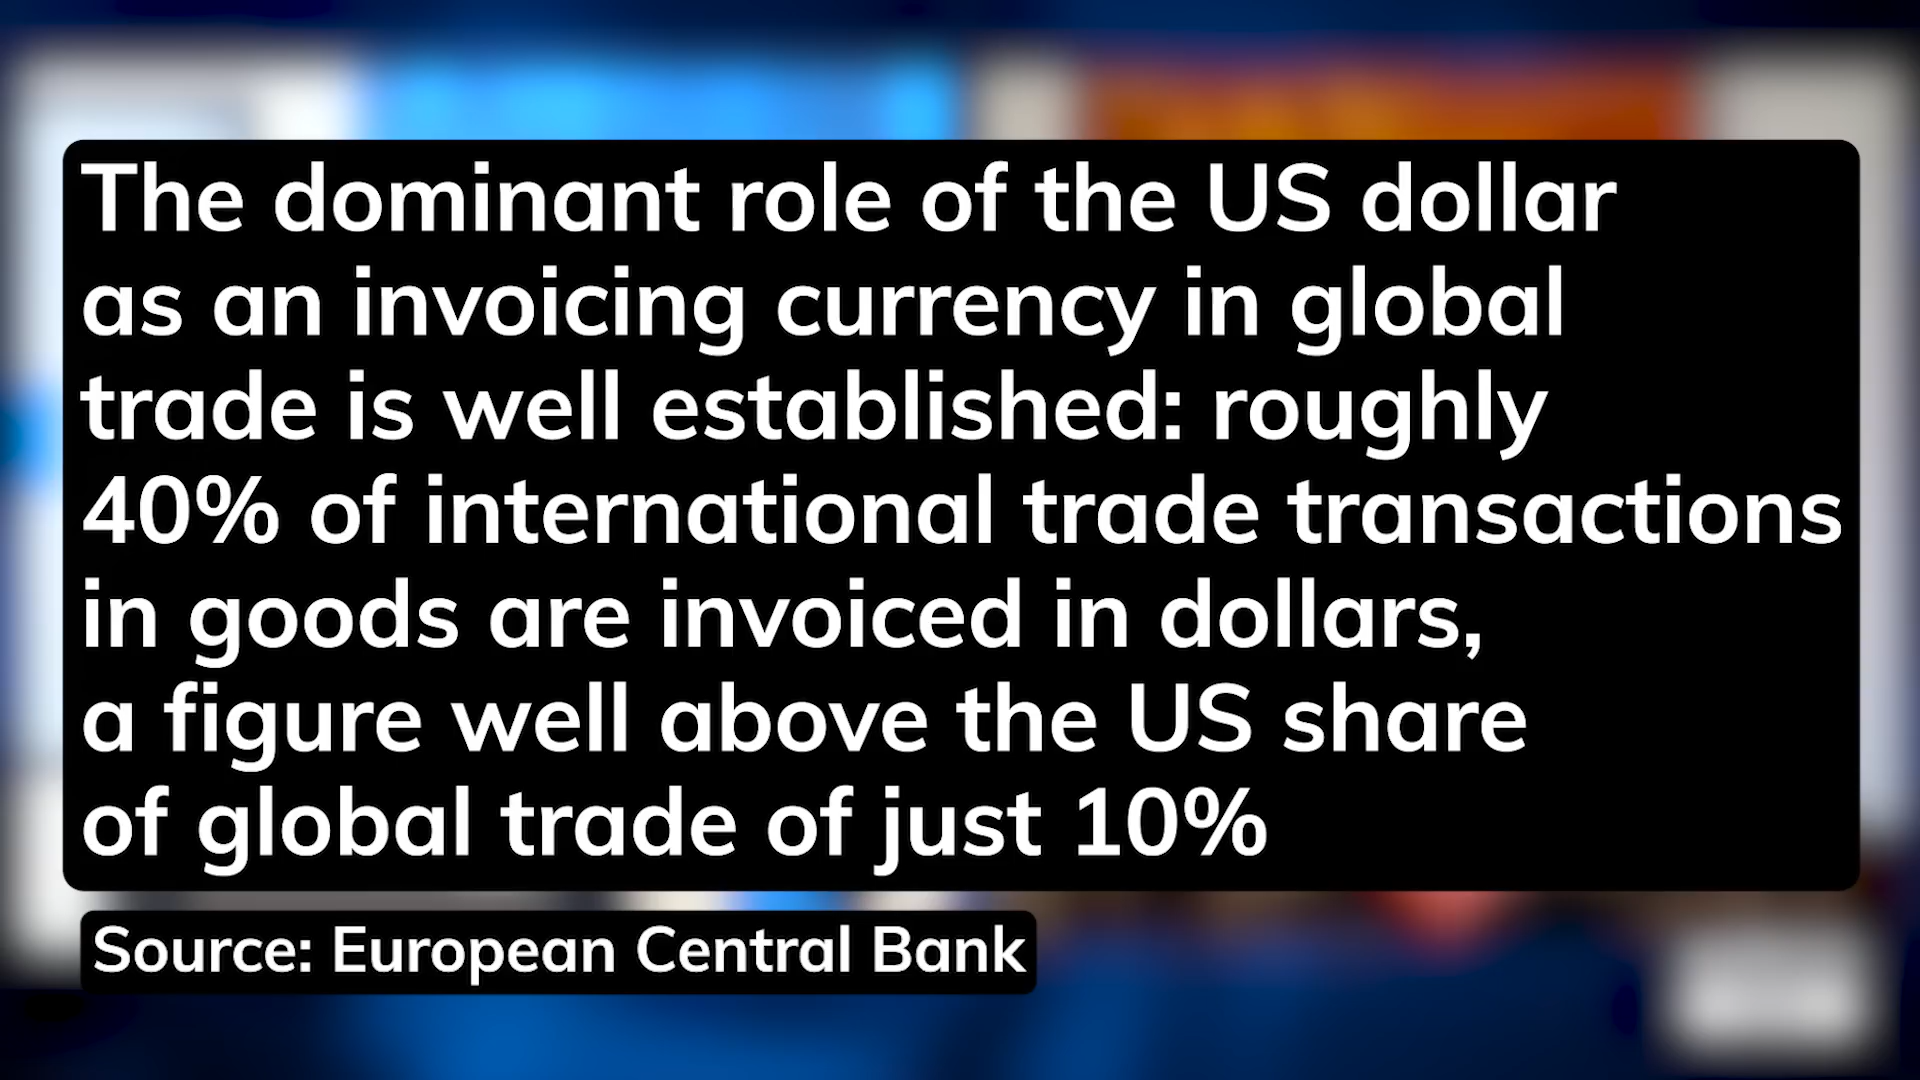 The dominant role of the US dollar
as an invoicing currency in global
trade is well established: roughly
40% of international trade transactions
in goods are invoiced in dollars,
a figure well above the US share
of global trade of just 10%
Source: European Central Bank